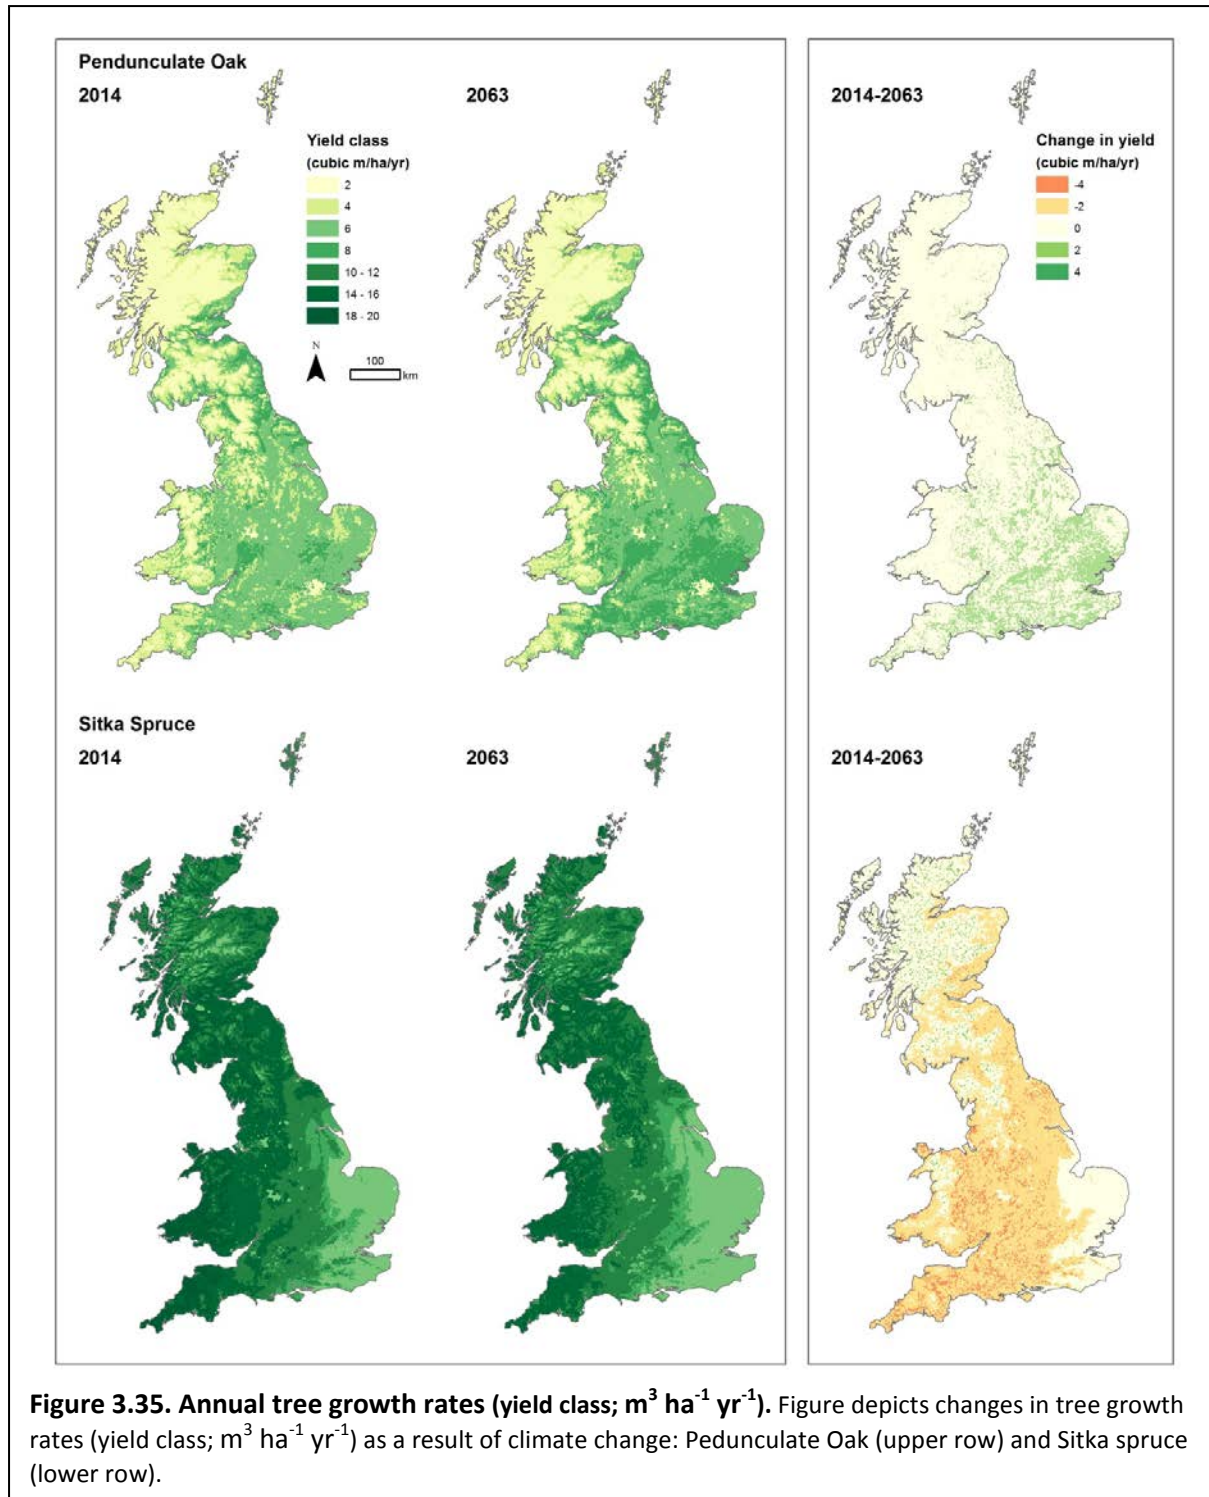 Pendunculate Oak
2014
2063
2014-2063
Yield class
(cubic m/ha/yr)
2
4
6
8
10 - 12
14 - 16
18 - 20
N
100
km
Change in yield
(cubic m/ha/yr)
-4
-2
0
2
4
Sitka Spruce
2014
2063
2014-2063
Figure 3.35. Annual tree growth rates (yield class; m³ ha⁻¹ yr⁻¹). Figure depicts changes in tree growth
rates (yield class; m³ ha⁻¹ yr⁻¹) as a result of climate change: Pedunculate Oak (upper row) and Sitka spruce
(lower row).